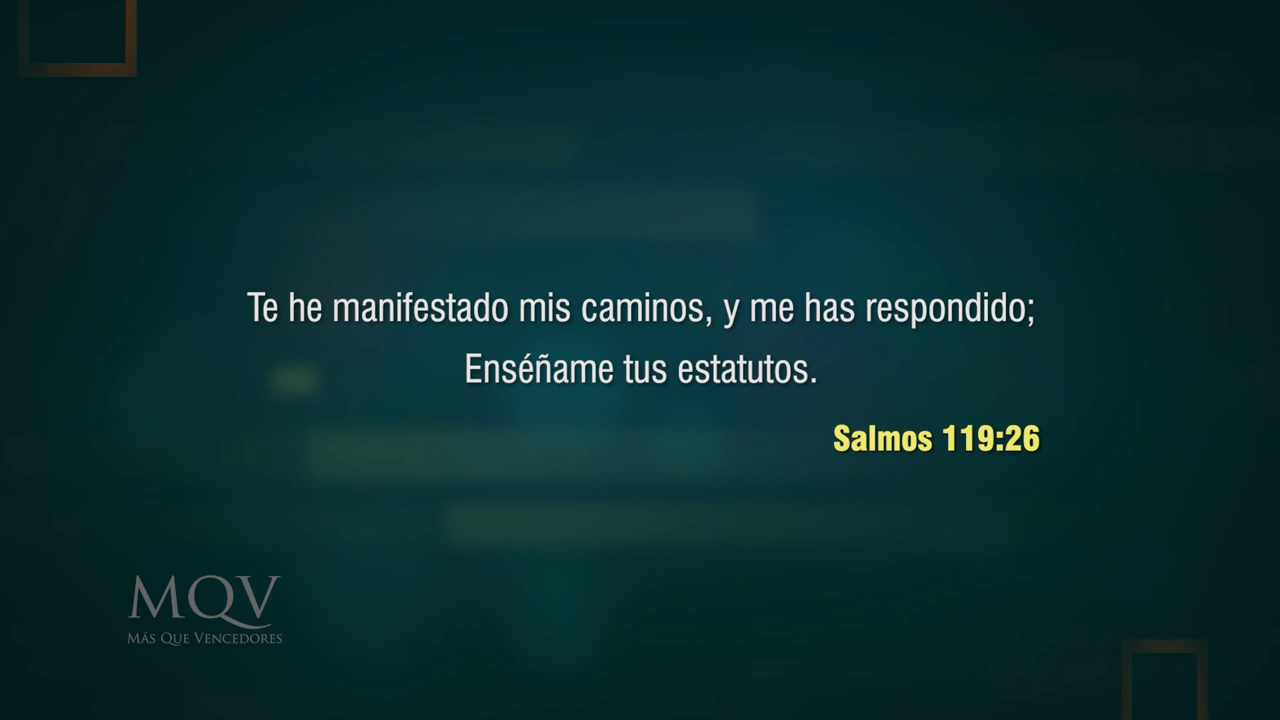 Te he manifestado mis caminos, y me has respondido;
Enséñame tus estatutos.
Salmos 119:26
MQV
MÁS QUE VENCEDORES